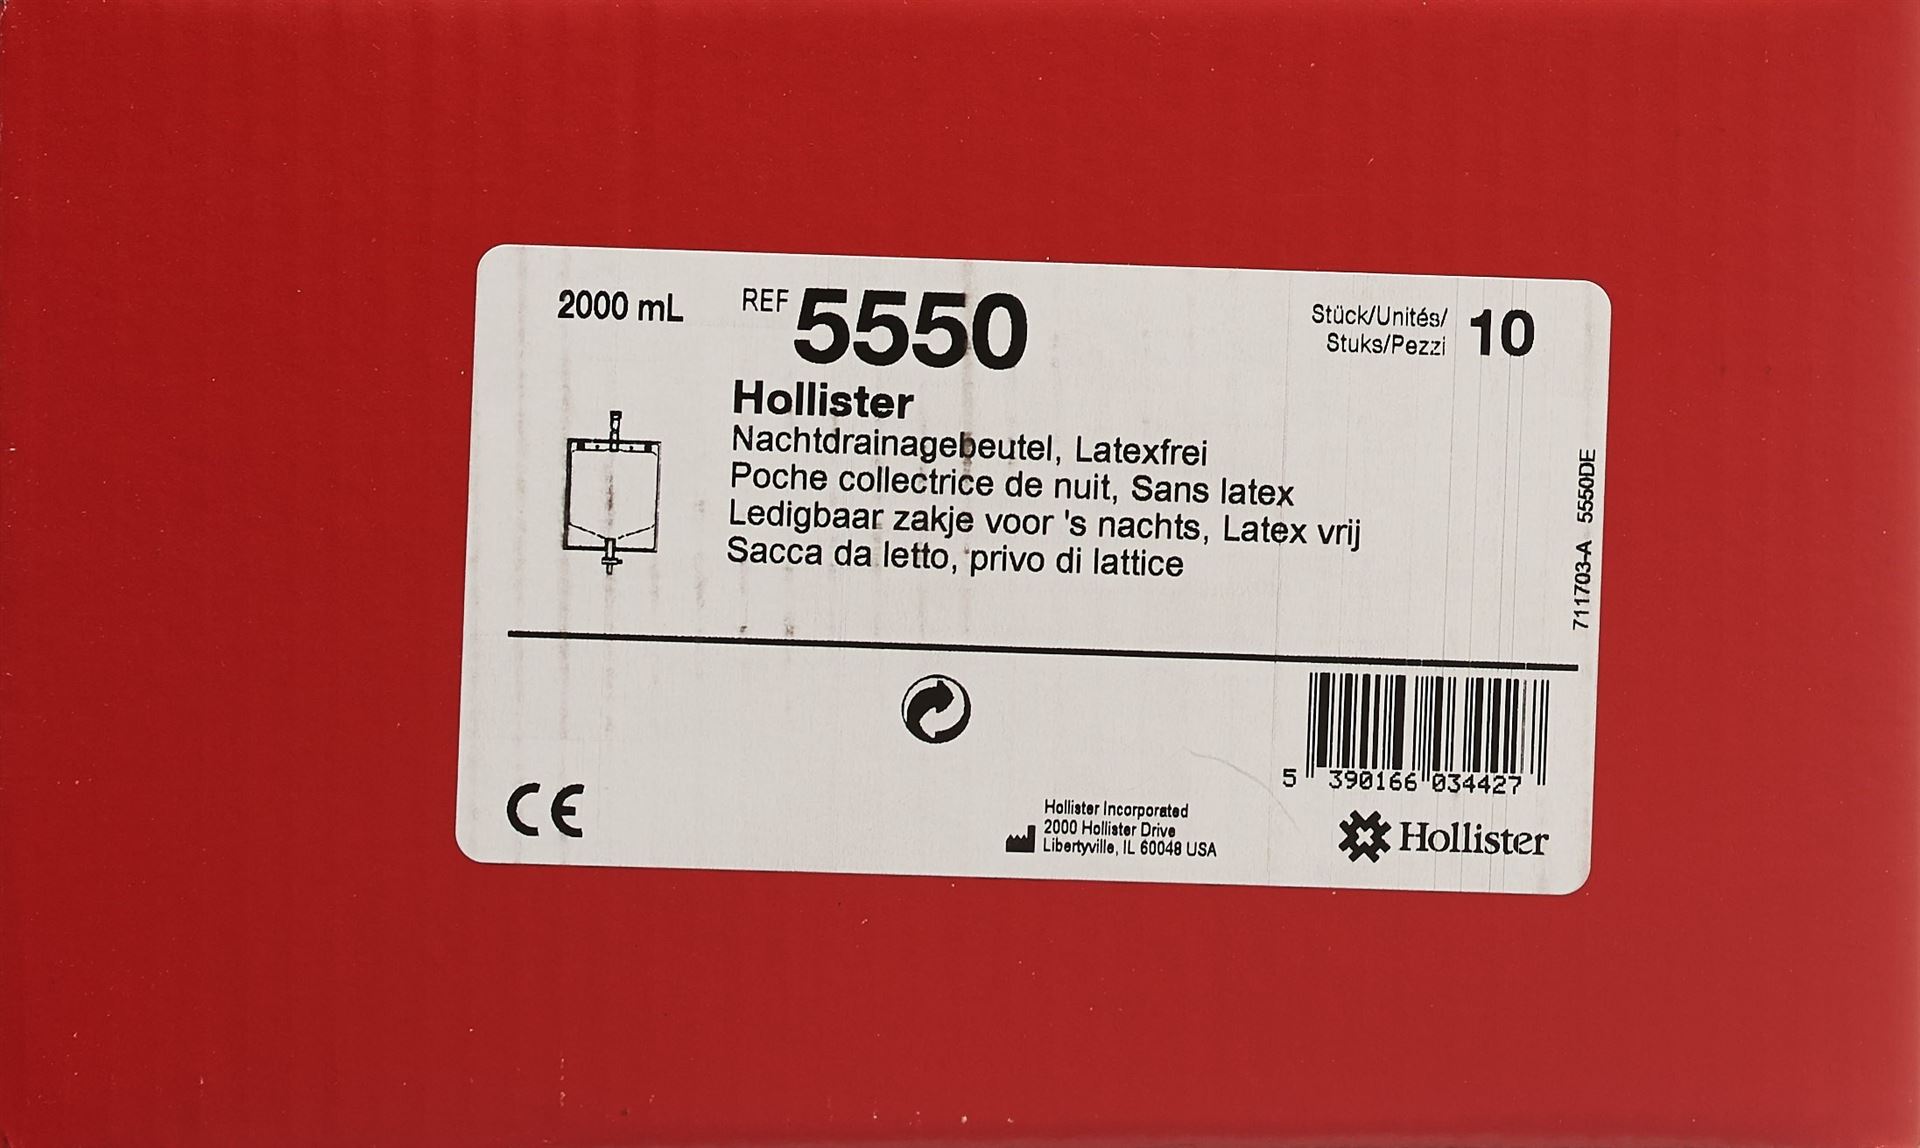 2000 mL
REF 5550
Stück/Unités/
Stuks/Pezzi
10
Hollister
Nachtdrainagebeutel, Latexfrei
Poche collectrice de nuit, Sans latex
Ledigbaar zakje voor 's nachts, Latex vrij
Sacca da letto, privo di lattice
711703-A 5550DE
5 390166 034427
CE
Hollister Incorporated
2000 Hollister Drive
Libertyville, IL 60048 USA
Hollister